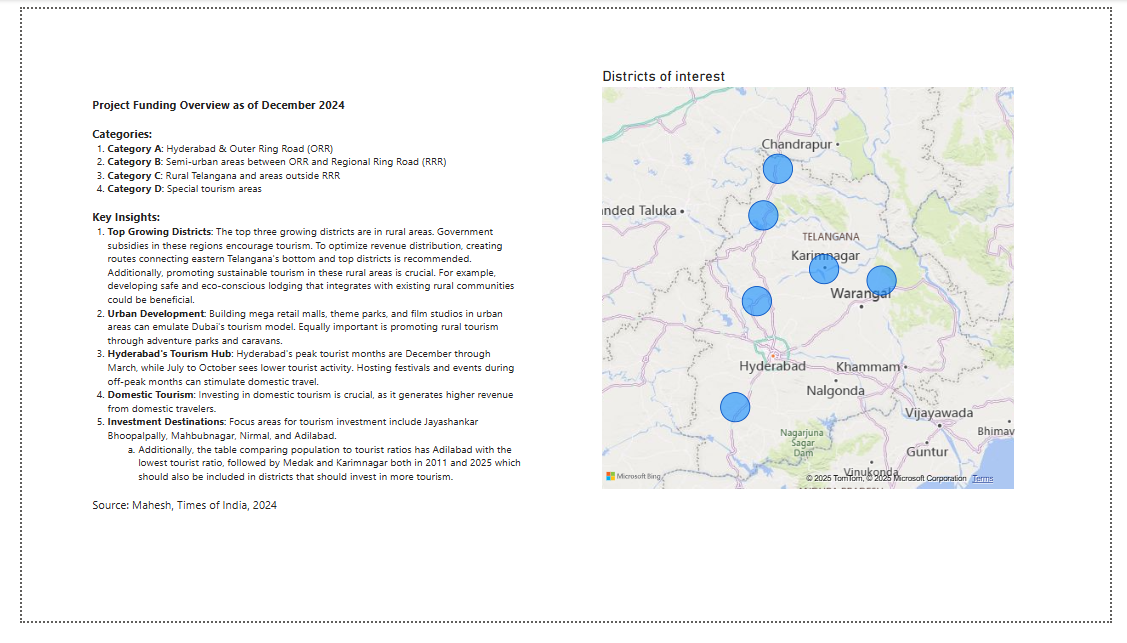 Project Funding Overview as of December 2024
Categories:
1. Category A: Hyderabad & Outer Ring Road (ORR)
2. Category B: Semi-urban areas between ORR and Regional Ring Road (RRR)
3. Category C: Rural Telangana and areas outside RRR
4. Category D: Special tourism areas
Key Insights:
1. Top Growing Districts: The top three growing districts are in rural areas. Government
subsidies in these regions encourage tourism. To optimize revenue distribution, creating
routes connecting eastern Telangana's bottom and top districts is recommended.
Additionally, promoting sustainable tourism in these rural areas is crucial. For example,
developing safe and eco-conscious lodging that integrates with existing rural communities
could be beneficial.
2. Urban Development: Building mega retail malls, theme parks, and film studios in urban
areas can emulate Dubai's tourism model. Equally important is promoting rural tourism
through adventure parks and caravans.
3. Hyderabad's Tourism Hub: Hyderabad's peak tourist months are December through
March, while July to October sees lower tourist activity. Hosting festivals and events during
off-peak months can stimulate domestic travel.
4. Domestic Tourism: Investing in domestic tourism is crucial, as it generates higher revenue
from domestic travelers.
5. Investment Destinations: Focus areas for tourism investment include Jayashankar
Bhoopalpally, Mahbubnagar, Nirmal, and Adilabad.
a. Additionally, the table comparing population to tourist ratios has Adilabad with the
lowest tourist ratio, followed by Medak and Karimnagar both in 2011 and 2025 which
should also be included in districts that should invest in more tourism.
Source: Mahesh, Times of India, 2024
Districts of interest
Chandrapur
nded Taluka
TELANGANA
Karimnagar
Warangal
Hyderabad
Khammam
Nalgonda
Vijayawada
Nagarjuna
Sagar
Dam
Bhimav
Guntur
Vinukonda
Microsoft Bing
© 2025 TomTom, © 2025 Microsoft Corporation Terms